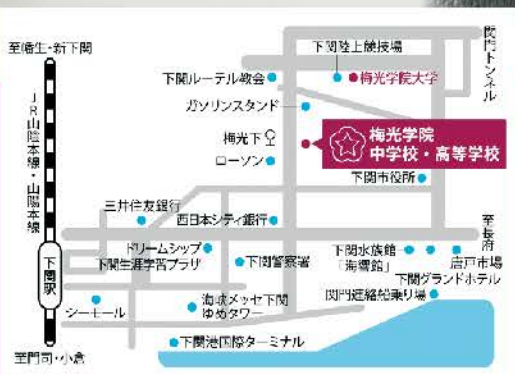 至幡生・新下関
JR山陰本線・山陽本線
下関駅
至門司・小倉
下関陸上競技場
関門トンネル
下関ルーテル教会
梅光学院大学
ガソリンスタンド
梅光下
ローソン
梅光学院
中学校・高等学校
下関市役所
三井住友銀行
西日本シティ銀行
至長府
ドリームシップ
下関生涯学習プラザ
下関警察署
下関水族館
「海響館」
唐戸市場
下関グランドホテル
関門連絡船乗り場
シーモール
海峡メッセ下関
ゆめタワー
下関港国際ターミナル